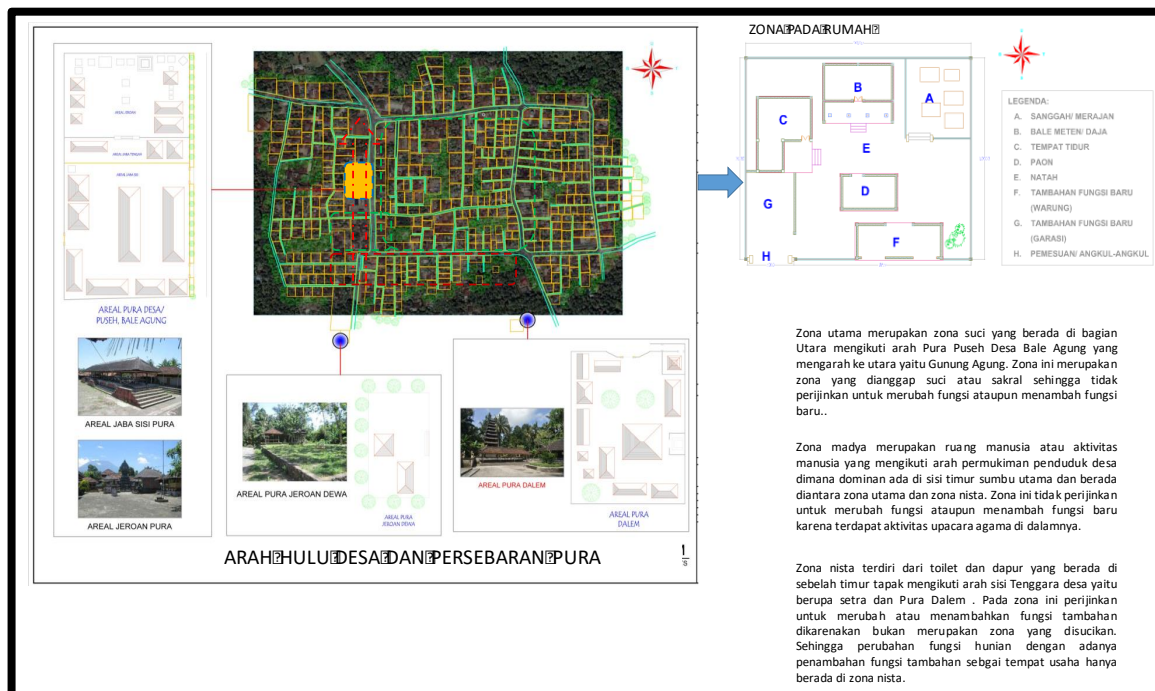 ZONA PADA RUMAH
AREAL JEROAN
AREAL JABA TENGAH
AREAL JABA SISI
AREAL PURA DESA/
PUSEH, BALE AGUNG
AREAL JABA SISI PURA
AREAL JEROAN PURA
AREAL PURA JEROAN DEWA
AREAL PURA
JEROAN DEWA
AREAL PURA DALEM
AREAL PURA
DALEM
ARAH HULU DESA DAN PERSEBARAN PURA
A
B
C
D
E
F
G
H
LEGENDA:
A. SANGGAH/ MERAJAN
B. BALE METEN/ DAJA
C. TEMPAT TIDUR
D. PAON
E. NATAH
F. TAMBAHAN FUNGSI BARU
(WARUNG)
G. TAMBAHAN FUNGSI BARU
(GARASI)
H. PEMESUAN/ ANGKUL-ANGKUL
Zona utama merupakan zona suci yang berada di bagian
Utara mengikuti arah Pura Puseh Desa Bale Agung yang
mengarah ke utara yaitu Gunung Agung. Zona ini merupakan
zona yang dianggap suci atau sakral sehingga tidak
perijinkan untuk merubah fungsi ataupun menambah fungsi
baru..
Zona madya merupakan ruang manusia atau aktivitas
manusia yang mengikuti arah permukiman penduduk desa
dimana dominan ada di sisi timur sumbu utama dan berada
diantara zona utama dan zona nista. Zona ini tidak perijinkan
untuk merubah fungsi ataupun menambah fungsi baru
karena terdapat aktivitas upacara agama di dalamnya.
Zona nista terdiri dari toilet dan dapur yang berada di
sebelah timur tapak mengikuti arah sisi Tenggara desa yaitu
berupa setra dan Pura Dalem . Pada zona ini perijinkan
untuk merubah atau menambahkan fungsi tambahan
dikarenakan bukan merupakan zona yang disucikan.
Sehingga perubahan fungsi hunian dengan adanya
penambahan fungsi tambahan sebgai tempat usaha hanya
berada di zona nista.